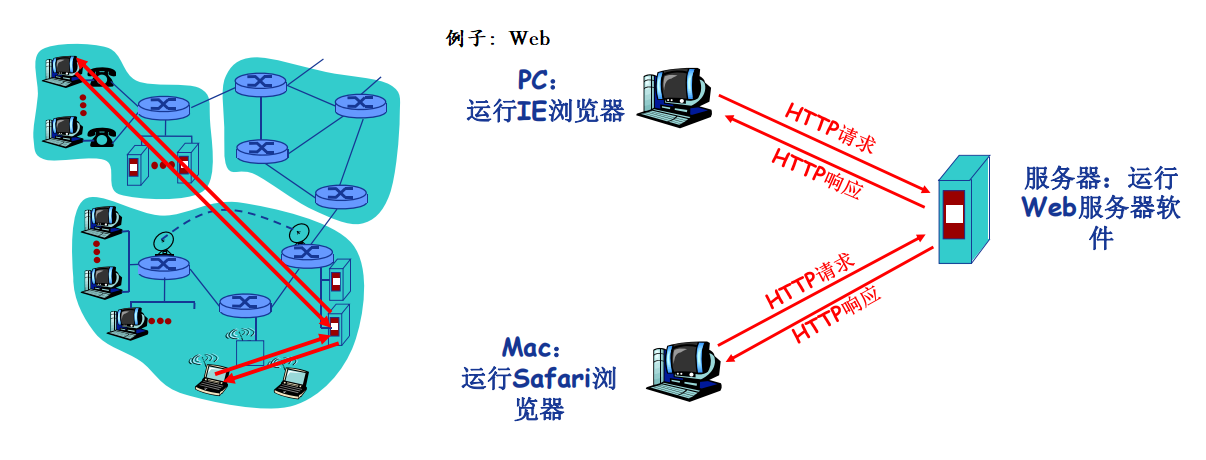 例子：Web
PC：
运行IE浏览器
HTTP请求
HTTP响应
服务器：运行
Web服务器软
件
HTTP请求
HTTP响应
Mac：
运行Safari浏
览器